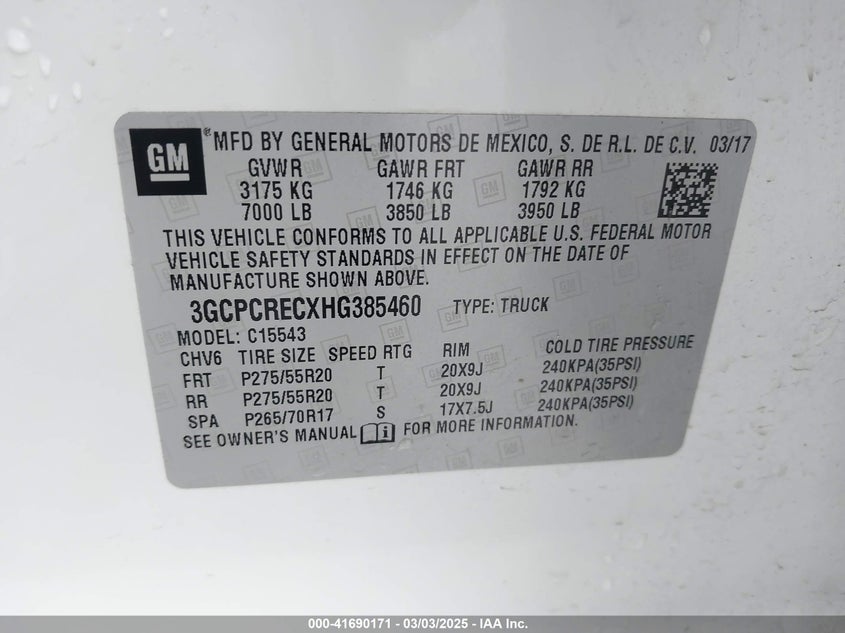 GM ® MFD BY GENERAL MOTORS DE MEXICO, S. DE R.L. DE C.V. 03/17
GVWR GAWR FRT GAWR RR
3175 KG 1746 KG 1792 KG
7000 LB 3850 LB 3950 LB
THIS VEHICLE CONFORMS TO ALL APPLICABLE U.S. FEDERAL MOTOR
VEHICLE SAFETY STANDARDS IN EFFECT ON THE DATE OF
MANUFACTURE SHOWN ABOVE.
3GCPCRECXHG385460 TYPE: TRUCK
MODEL: C15543
CHV6 TIRE SIZE SPEED RTG RIM COLD TIRE PRESSURE
FRT P275/55R20 T 20X9J 240KPA(35PSI)
RR P275/55R20 T 20X9J 240KPA(35PSI)
SPA P265/70R17 S 17X7.5J 240KPA(35PSI)
SEE OWNER'S MANUAL FOR MORE INFORMATION.
000-41690171 - 03/03/2025 - IAA Inc.